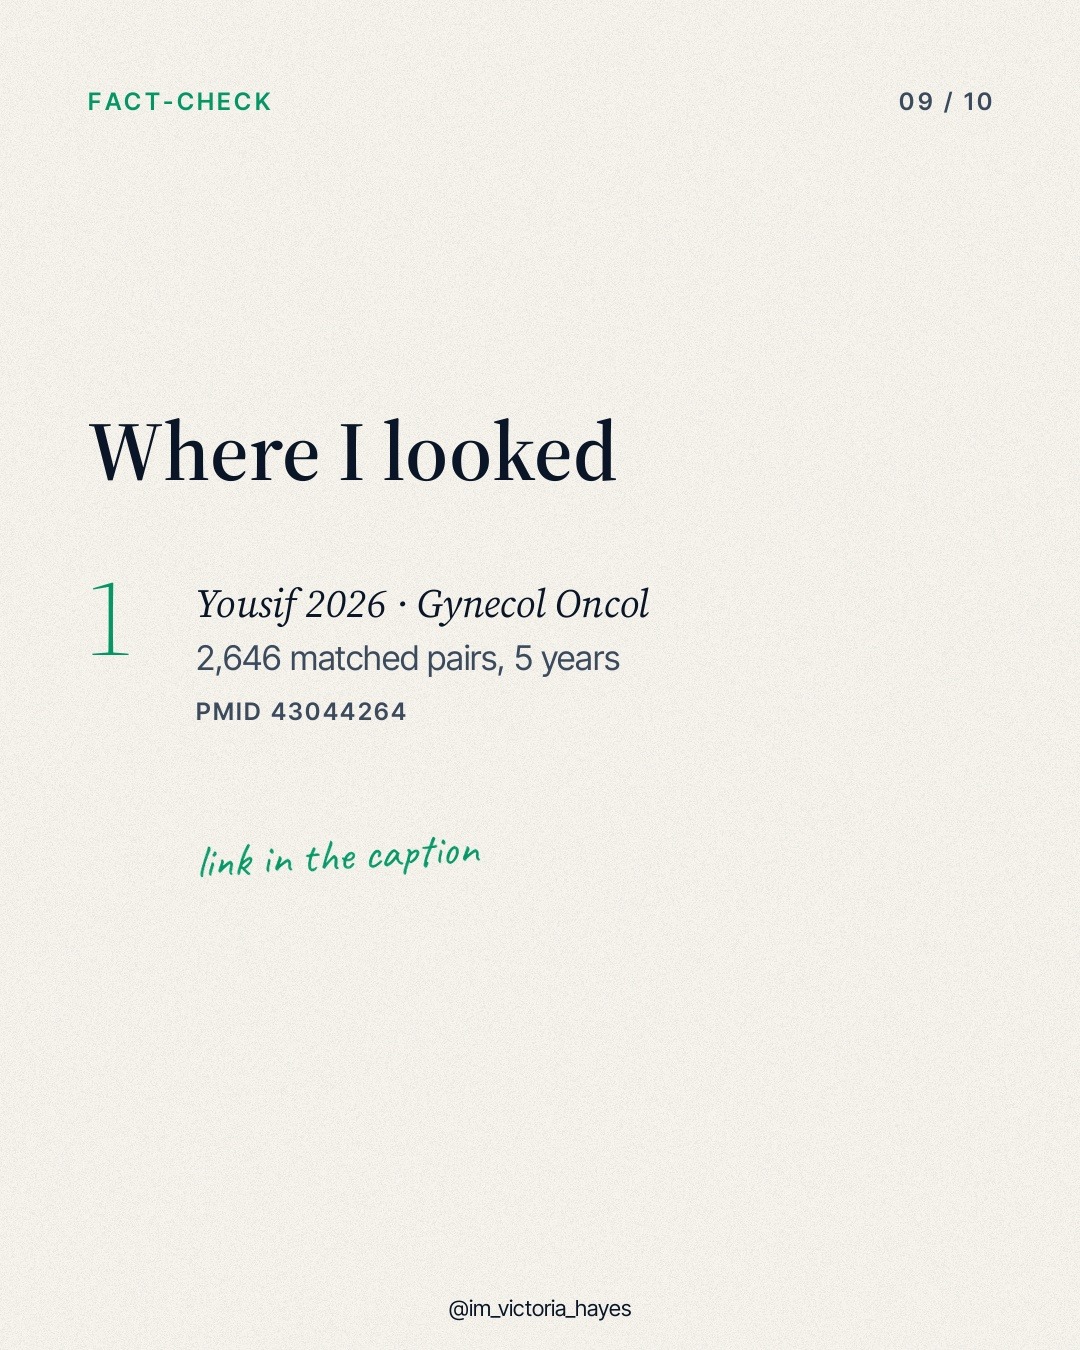 FACT-CHECK
09 / 10
Where I looked
1
Yousif 2026 · Gynecol Oncol
2,646 matched pairs, 5 years
PMID 43044264
link in the caption
@im_victoria_hayes